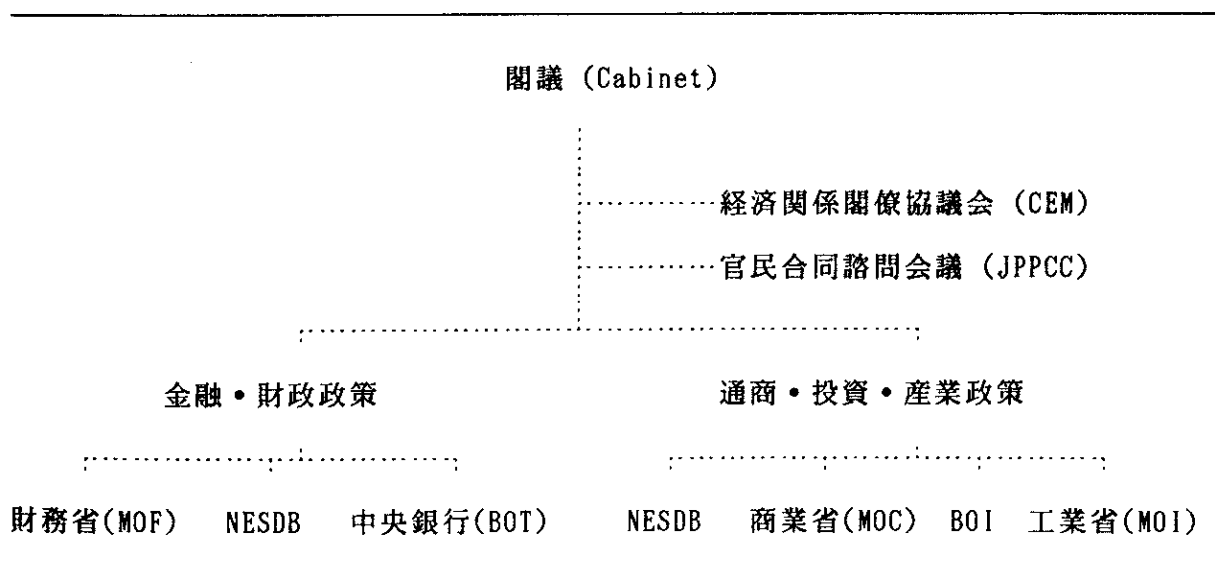 閣議 (Cabinet)
経済関係閣僚協議会 (CEM)
官民合同諮問会議 (JPPCC)
金融・財政政策 通商・投資・産業政策
財務省(MOF) NESDB 中央銀行(BOT) NESDB 商業省(MOC) BOI 工業省(MOI)